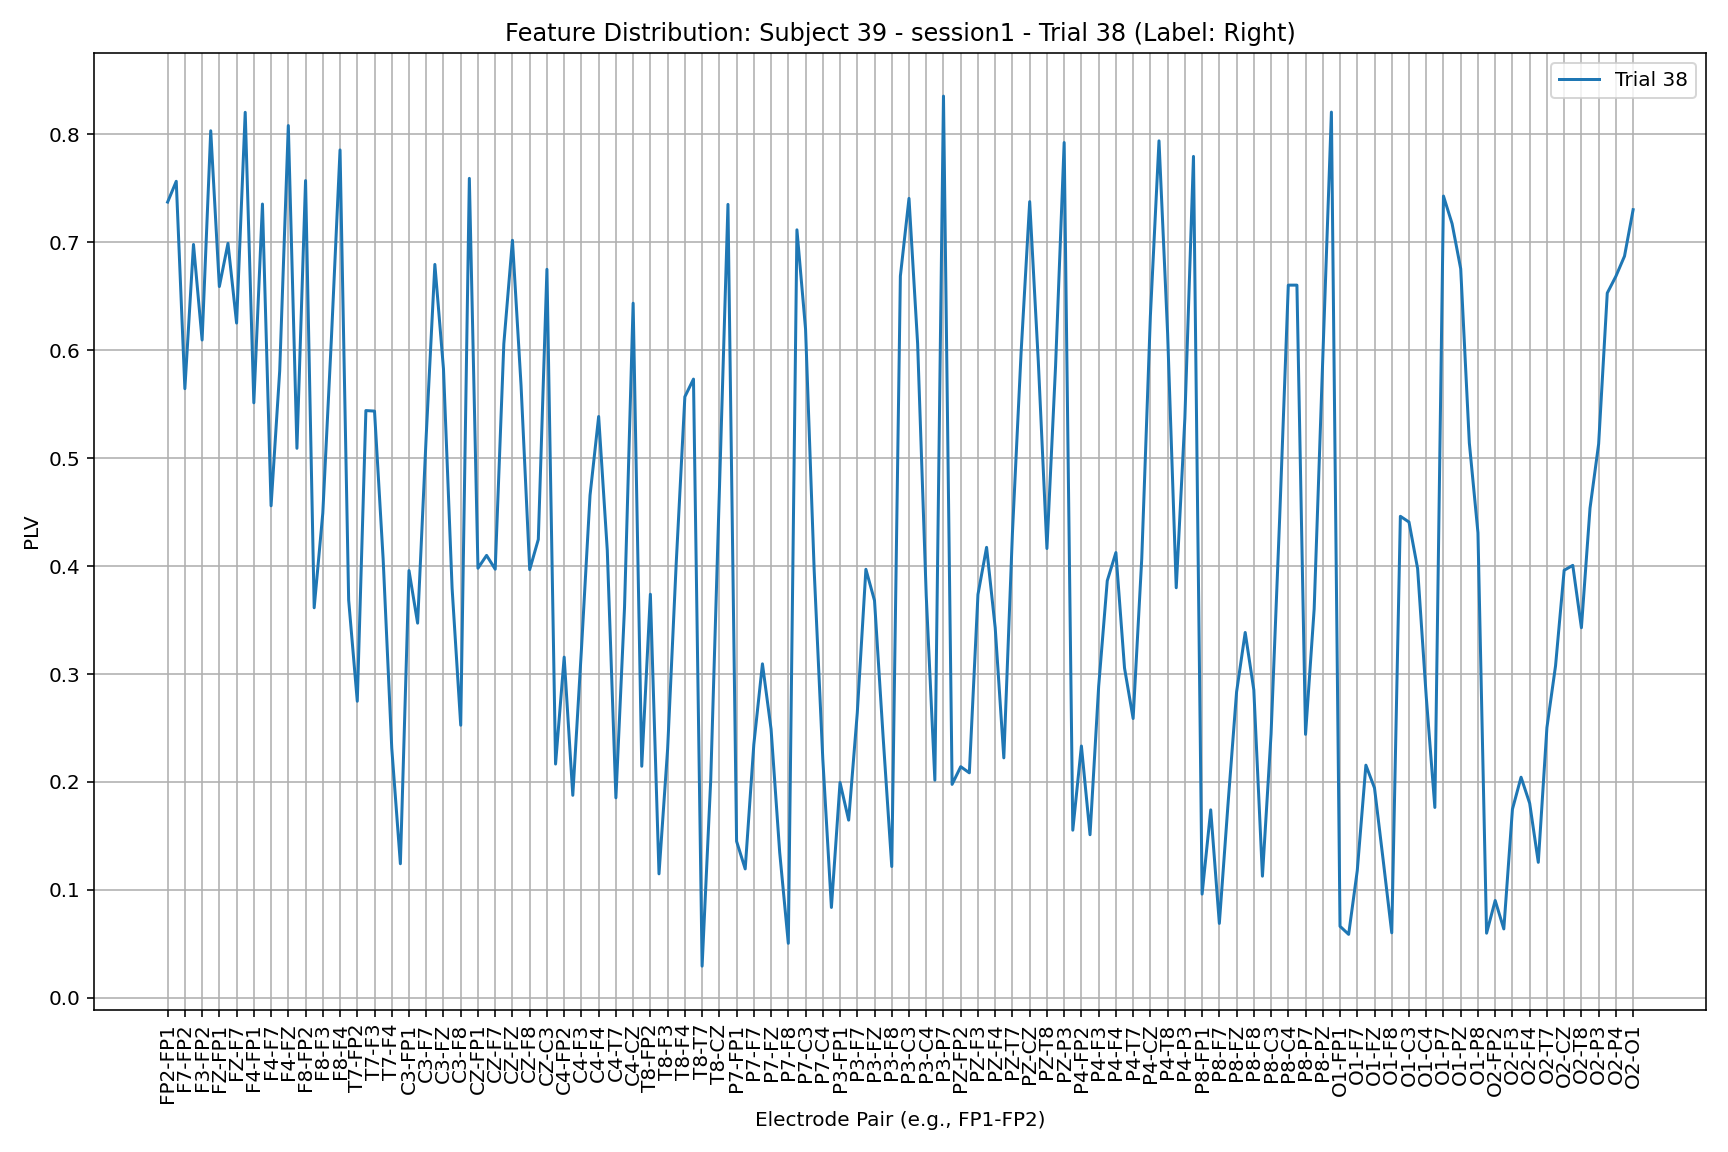 Feature Distribution: Subject 39 - session1 - Trial 38 (Label: Right)
Trial 38
PLV
0.8
0.7
0.6
0.5
0.4
0.3
0.2
0.1
0.0
FP2-FP1
F7-FP2
F3-FP2
FZ-FP1
FZ-F7
F4-FP1
F4-F7
F4-FZ
F8-FP2
F8-F3
F8-F4
T7-FP2
T7-F3
T7-F4
C3-FP1
C3-F7
C3-FZ
C3-F8
CZ-FP1
CZ-F7
CZ-FZ
CZ-F8
CZ-C3
C4-FP2
C4-F3
C4-F4
C4-T7
C4-CZ
T8-FP2
T8-F3
T8-F4
T8-T7
T8-CZ
P7-FP1
P7-F7
P7-FZ
P7-F8
P7-C3
P7-C4
P3-FP1
P3-F7
P3-FZ
P3-F8
P3-C3
P3-C4
P3-P7
PZ-FP2
PZ-F3
PZ-F4
PZ-T7
PZ-CZ
PZ-T8
PZ-P3
P4-FP2
P4-F3
P4-F4
P4-T7
P4-CZ
P4-T8
P4-P3
P8-FP1
P8-F7
P8-FZ
P8-F8
P8-C3
P8-C4
P8-P7
P8-PZ
O1-FP1
O1-F7
O1-FZ
O1-F8
O1-C3
O1-C4
O1-P7
O1-PZ
O1-P8
O2-FP2
O2-F3
O2-F4
O2-T7
O2-CZ
O2-T8
O2-P3
O2-P4
O2-O1
Electrode Pair (e.g., FP1-FP2)